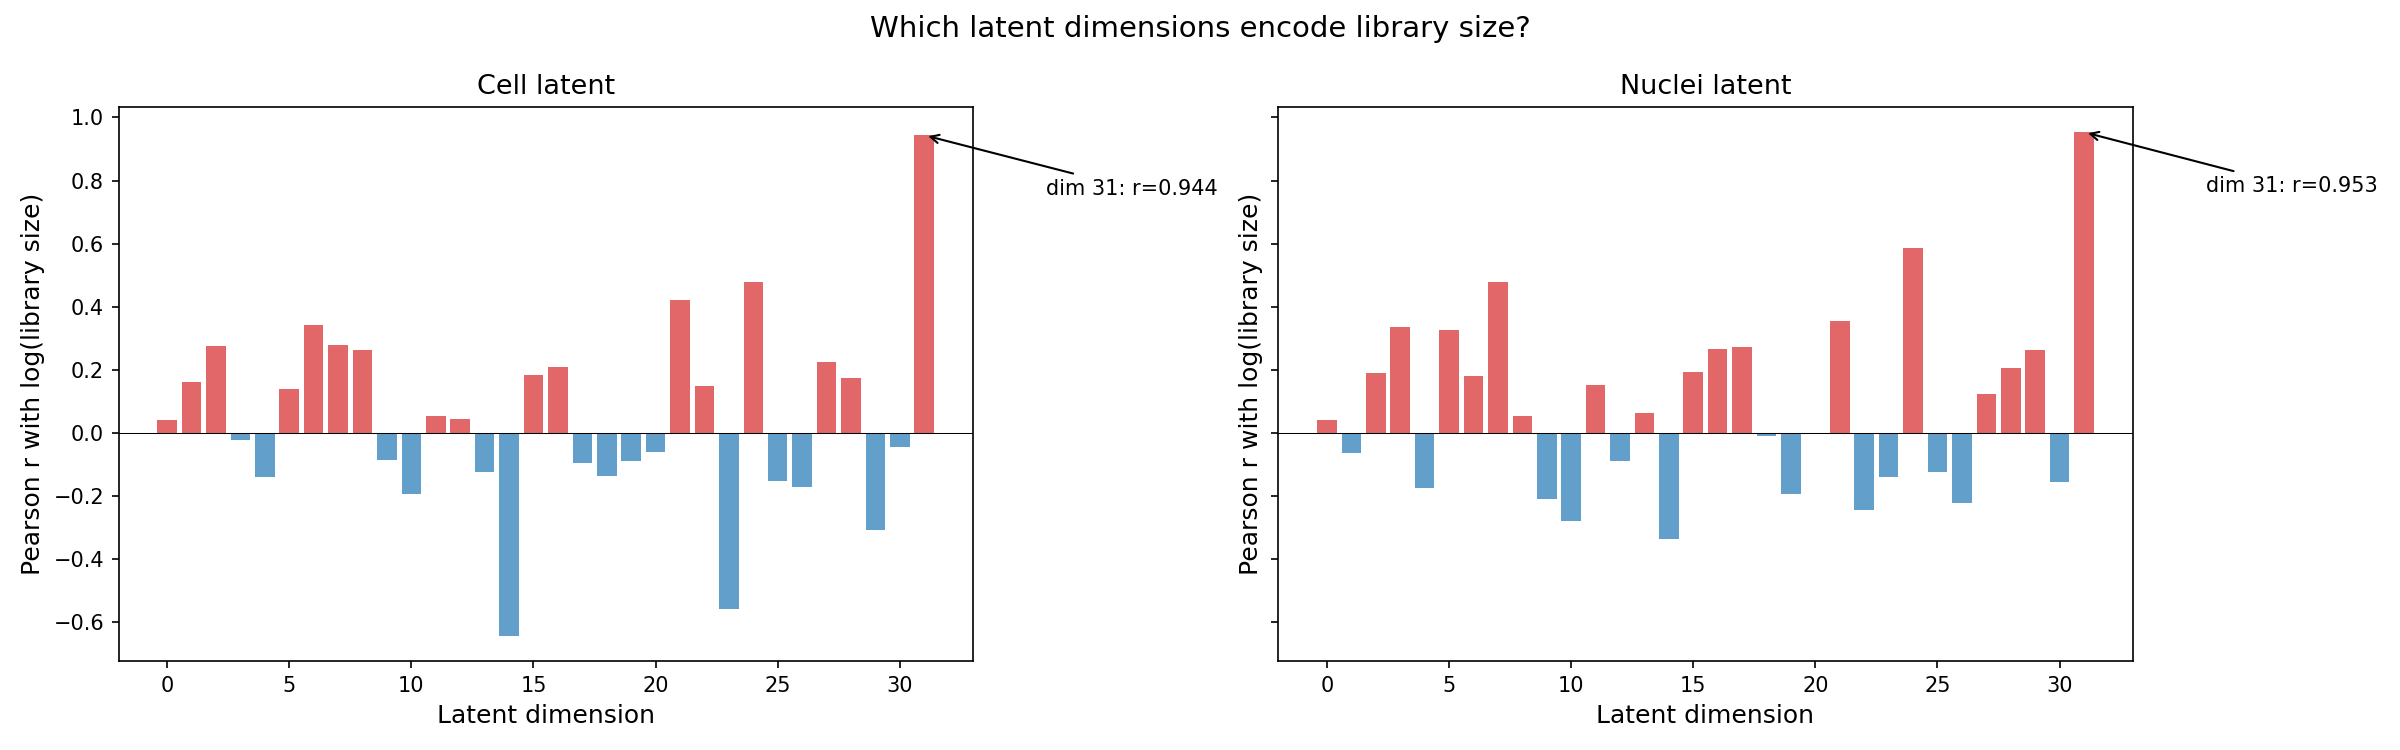 Which latent dimensions encode library size?
Cell latent
Pearson r with log(library size)
1.0
0.8
0.6
0.4
0.2
0.0
−0.2
−0.4
−0.6
dim 31: r=0.944
0 5 10 15 20 25 30
Latent dimension
Nuclei latent
Pearson r with log(library size)
dim 31: r=0.953
0 5 10 15 20 25 30
Latent dimension